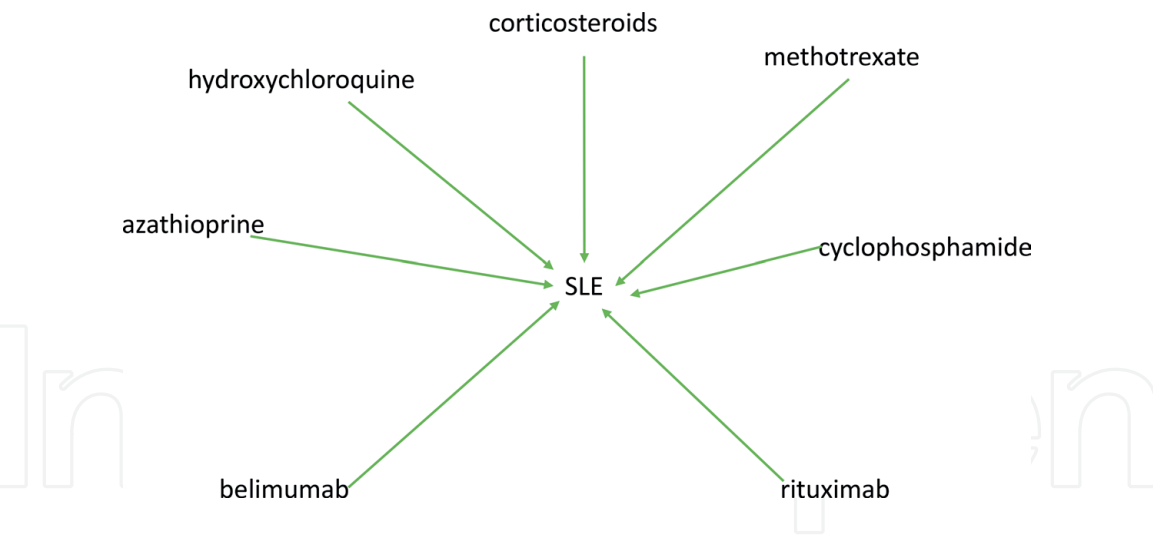 corticosteroids
methotrexate
hydroxychloroquine
azathioprine
cyclophosphamide
SLE
belimumab
rituximab